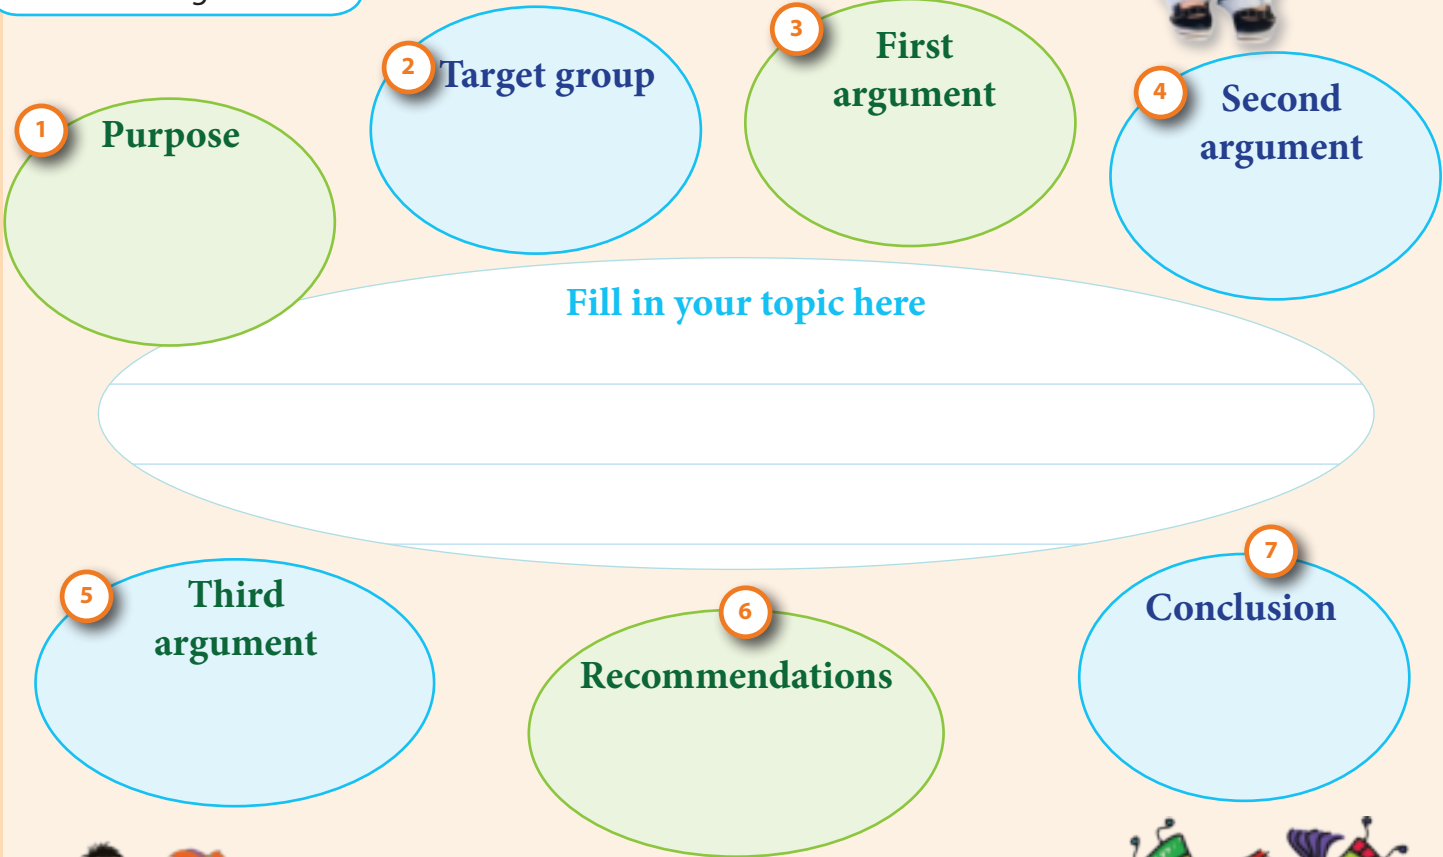 1
Purpose
2
Target group
3
First
argument
4
Second
argument
Fill in your topic here
5
Third
argument
6
Recommendations
7
Conclusion